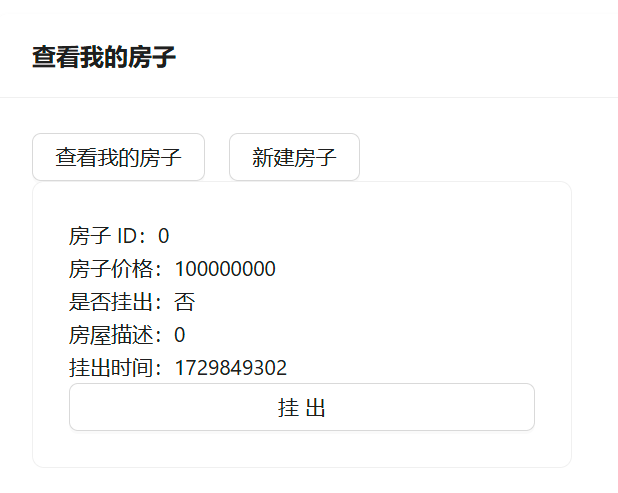 查看我的房子
查看我的房子 新建房子
房子 ID：0
房子价格：100000000
是否挂出：否
房屋描述：0
挂出时间：1729849302
挂 出